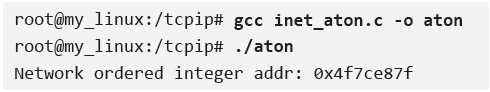 root@my_linux:/tcpip# gcc inet_aton.c -o aton
root@my_linux:/tcpip# ./aton
Network ordered integer addr: 0x4f7ce87f